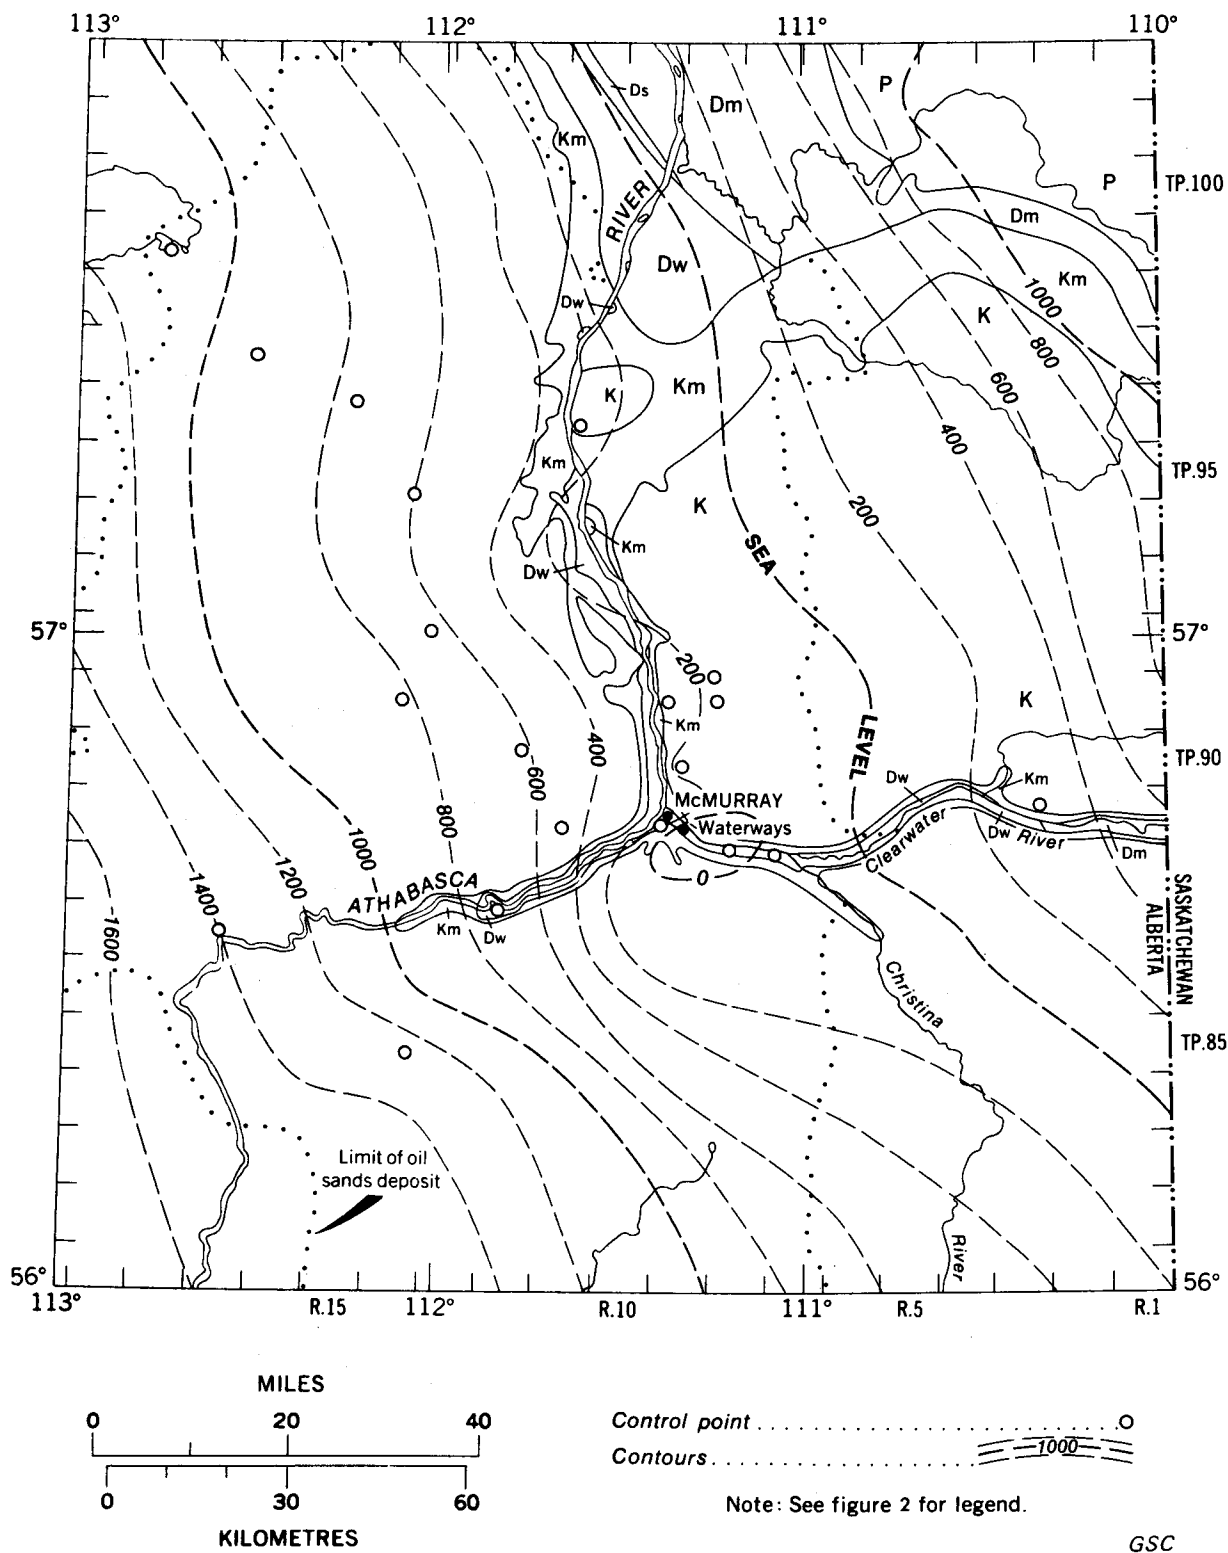 113°
112°
111°
110°
P
Ds
Dm
Km
P
TP.100
RIVER
Dm
Dw
Km
1000
Dw
K
800
600
K
Km
400
Km
TP.95
K
200
Km
SEA
Dw
57°
57°
200
K
Km
LEVEL
400
TP.90
600
Dw
Km
McMURRAY
800
Waterways
Clearwater
Dw
River
1000
Dm
0
1200
ATHABASCA
1400
Km
Dw
1600
SASKATCHEWAN
ALBERTA
Christina
TP.85
Limit of oil
sands deposit
River
56°
56°
113°
R.15
112°
R.10
111°
R.5
R.1
MILES
0
20
40
0
30
60
KILOMETRES
Control point
Contours
1000
Note: See figure 2 for legend.
GSC